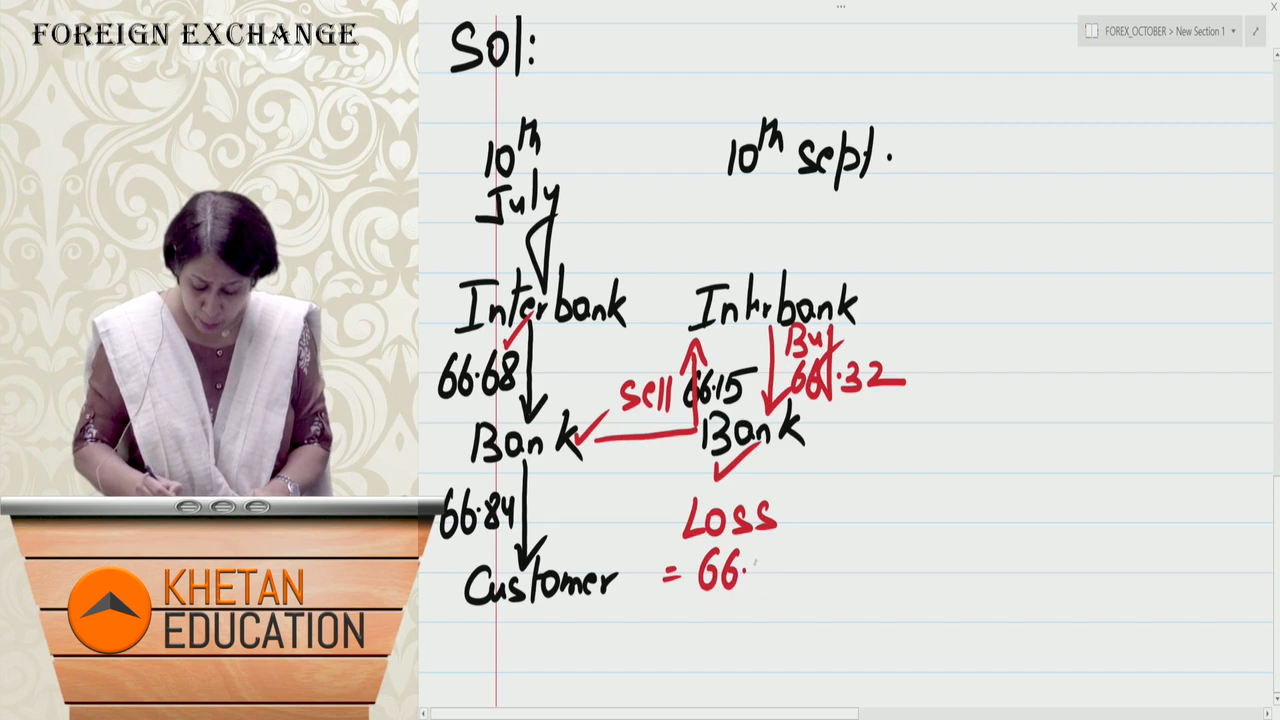 FOREIGN EXCHANGE
FOREX_OCTOBER > New Section 1
Sol:
10th July
10th sept.
Interbank
Intrbank
66.68
sell
66.15
Buy
66.32
Bank
Bank
66.84
Loss
Customer
= 66.
KHETAN
EDUCATION